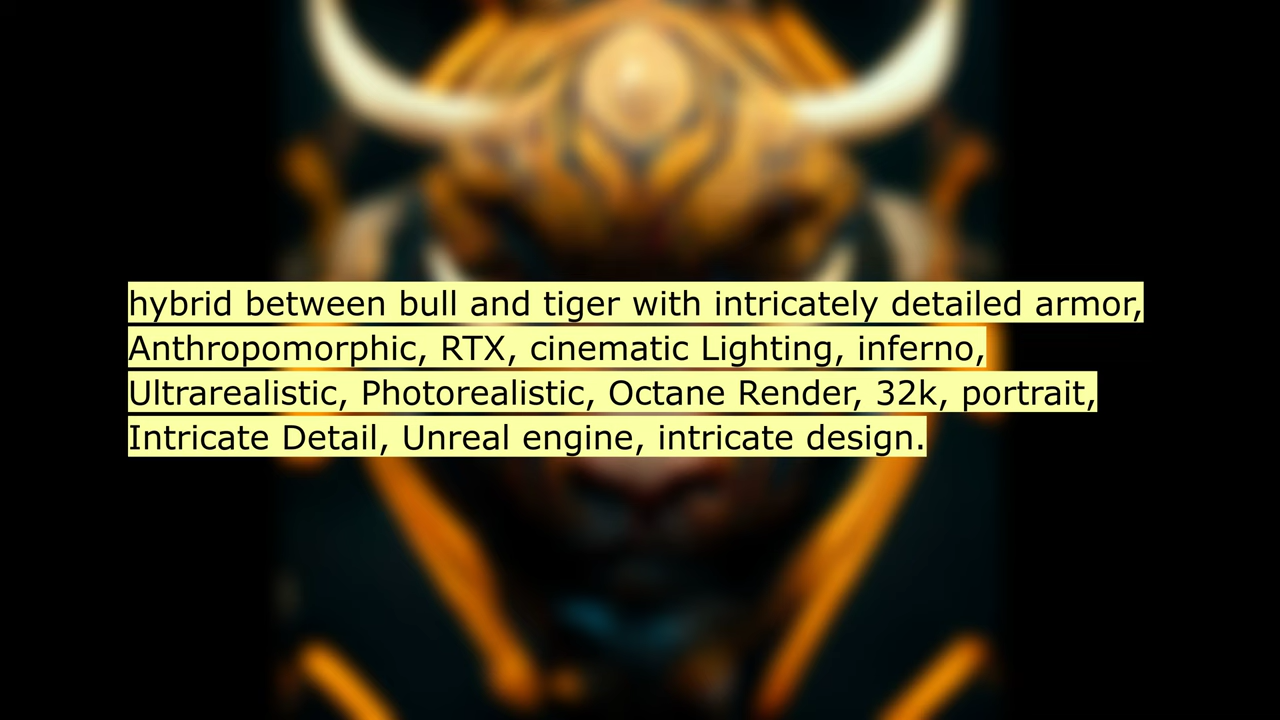 hybrid between bull and tiger with intricately detailed armor,
Anthropomorphic, RTX, cinematic Lighting, inferno,
Ultrarealistic, Photorealistic, Octane Render, 32k, portrait,
Intricate Detail, Unreal engine, intricate design.